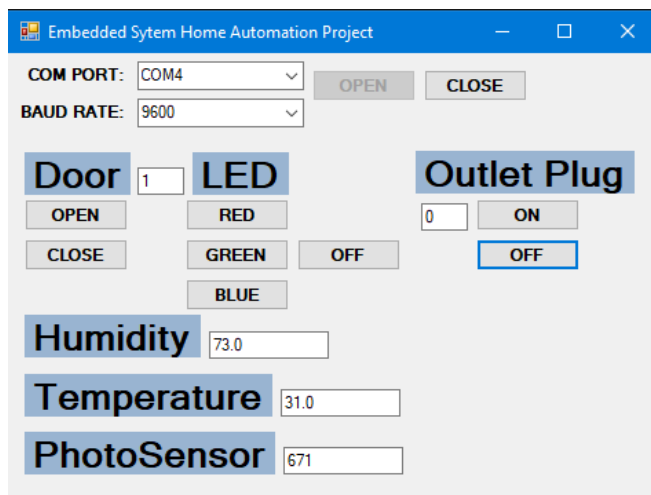 Embedded Sytem Home Automation Project
COM PORT: COM4 OPEN CLOSE
BAUD RATE: 9600
Door 1 LED Outlet Plug
OPEN RED 0 ON
CLOSE GREEN OFF OFF
BLUE
Humidity 73.0
Temperature 31.0
PhotoSensor 671